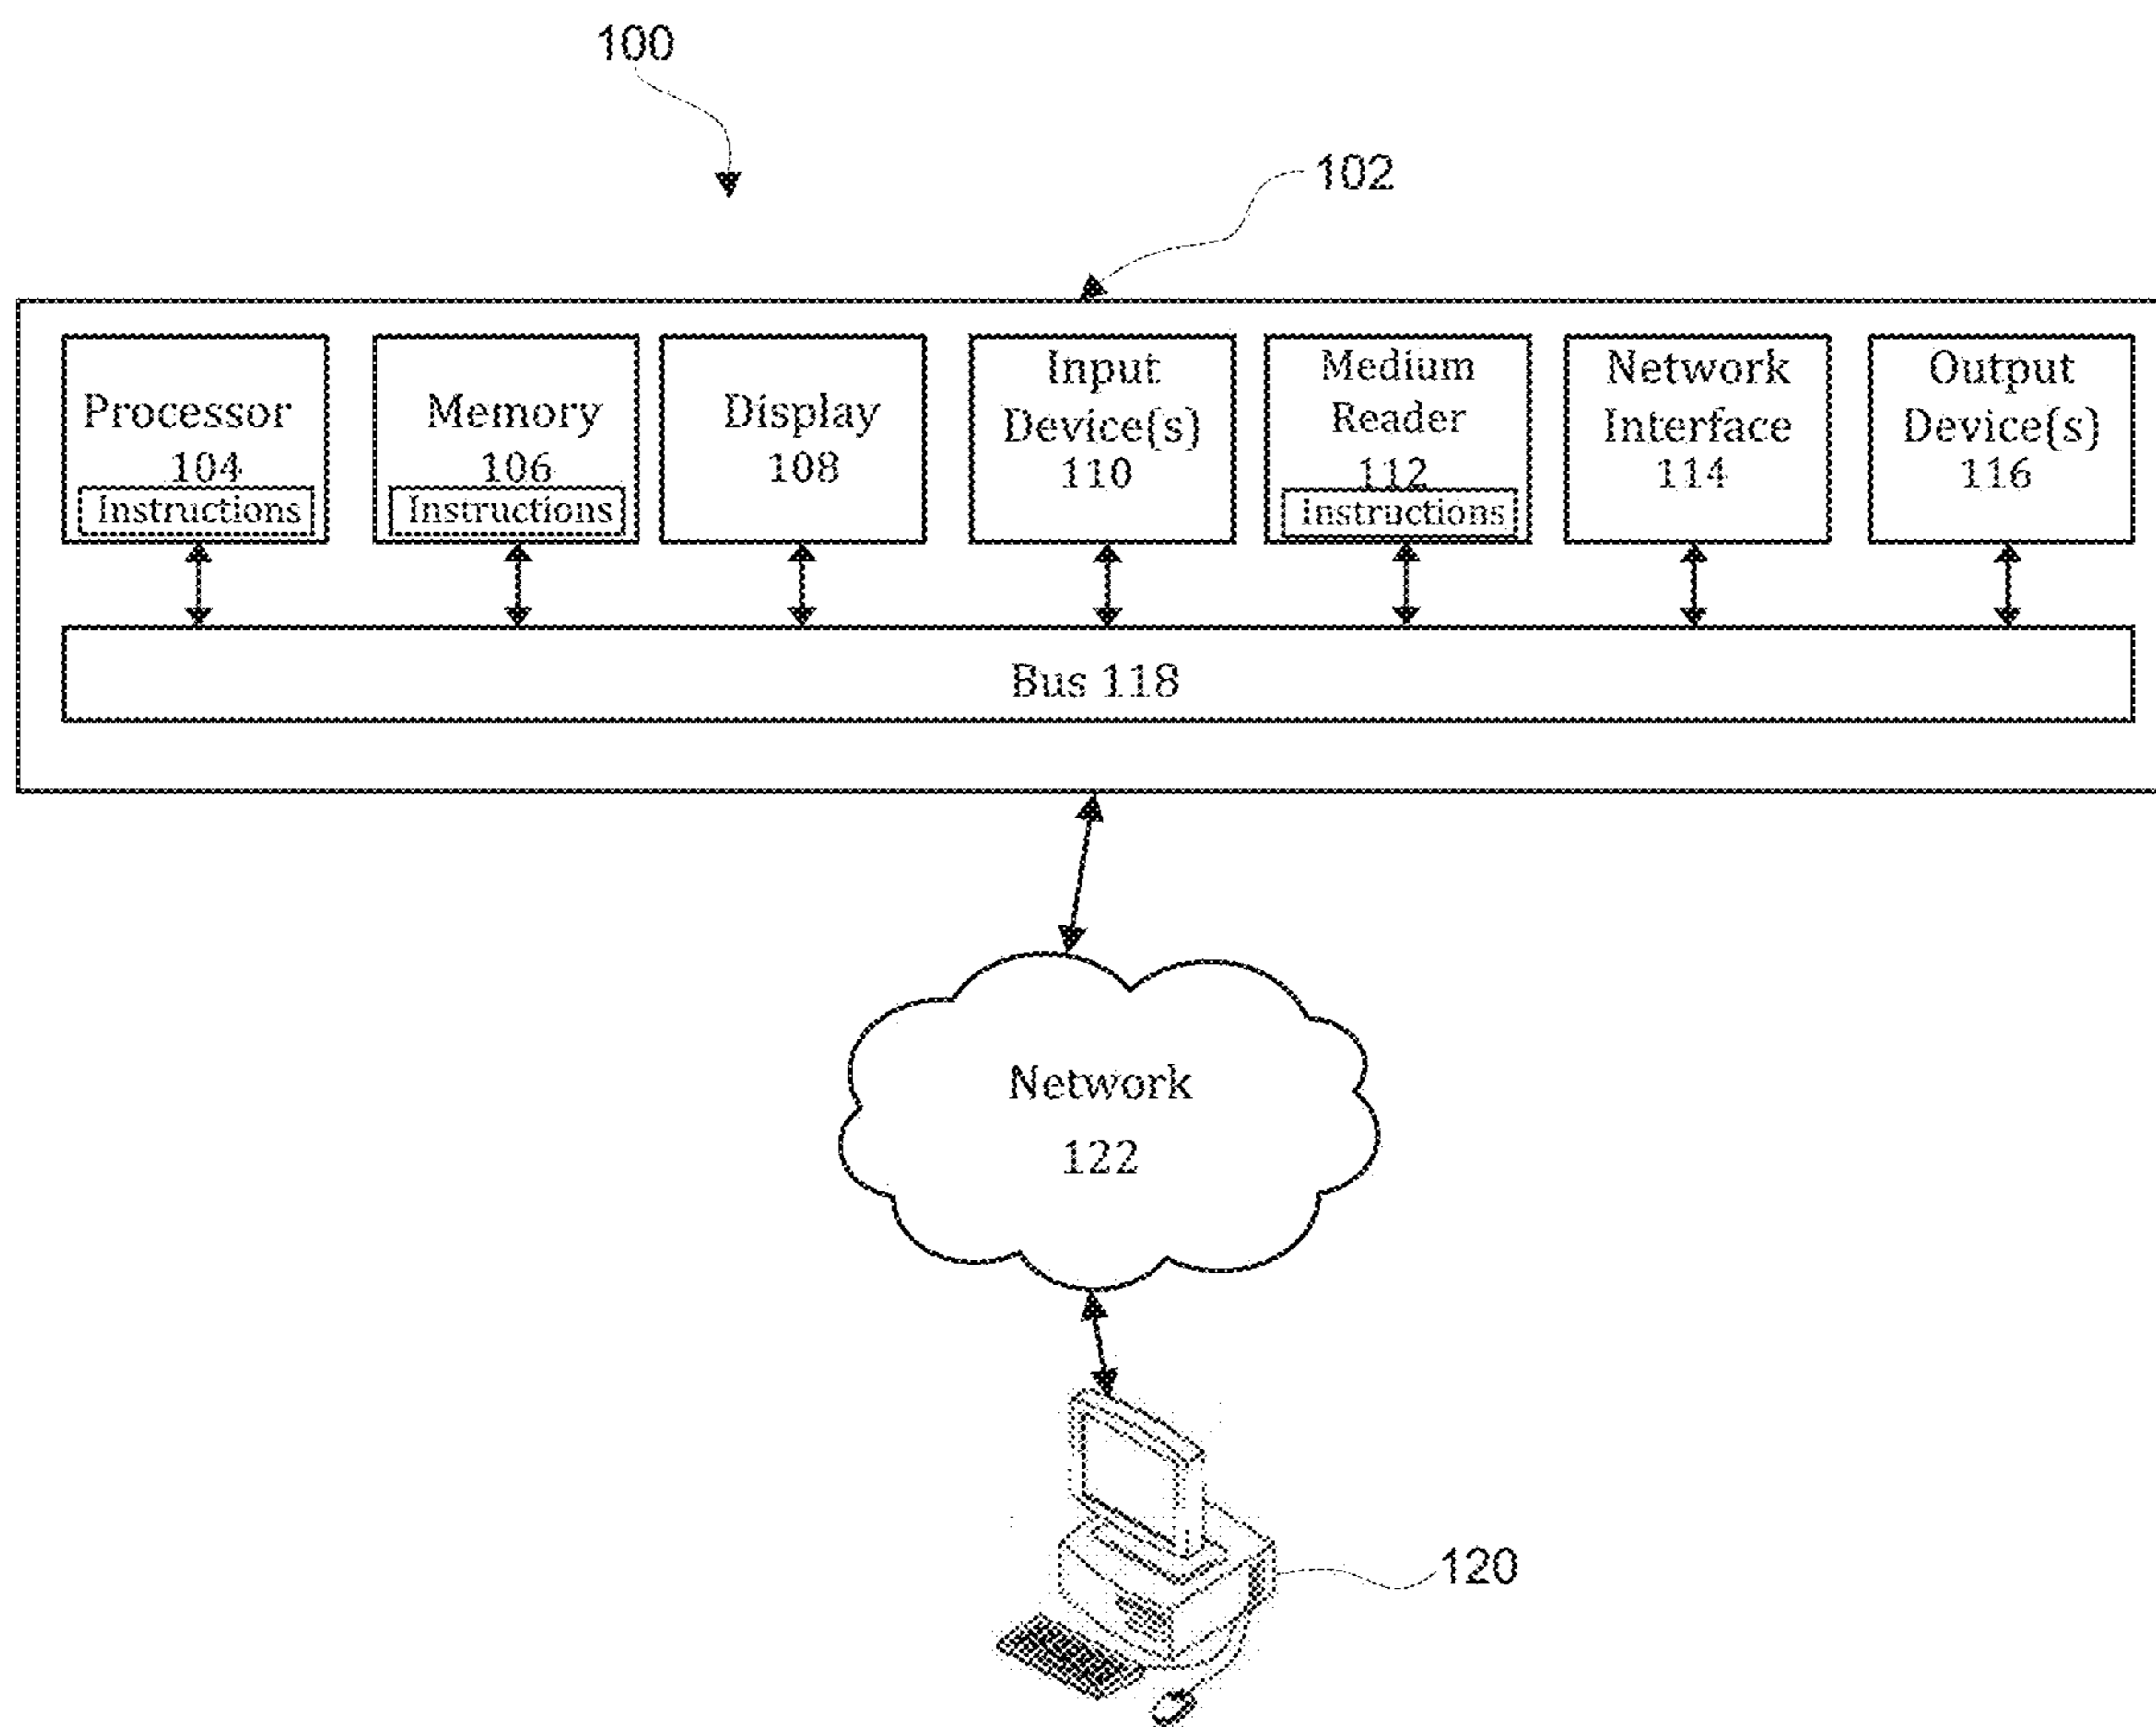 100
102
Processor
104
Instructions
Memory
106
Instructions
Display
108
Input
Device(s)
110
Medium
Reader
112
Instructions
Network
Interface
114
Output
Device(s)
116
Bus 118
Network
122
120